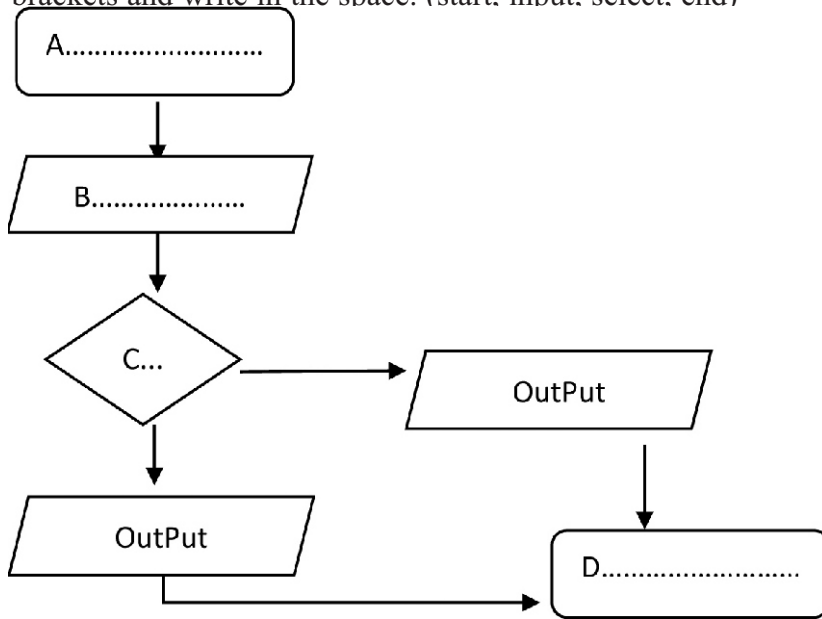 brackets and write in the space. (start, input, select, end)
A...........................
B.....................
C...
OutPut
OutPut
D...........................